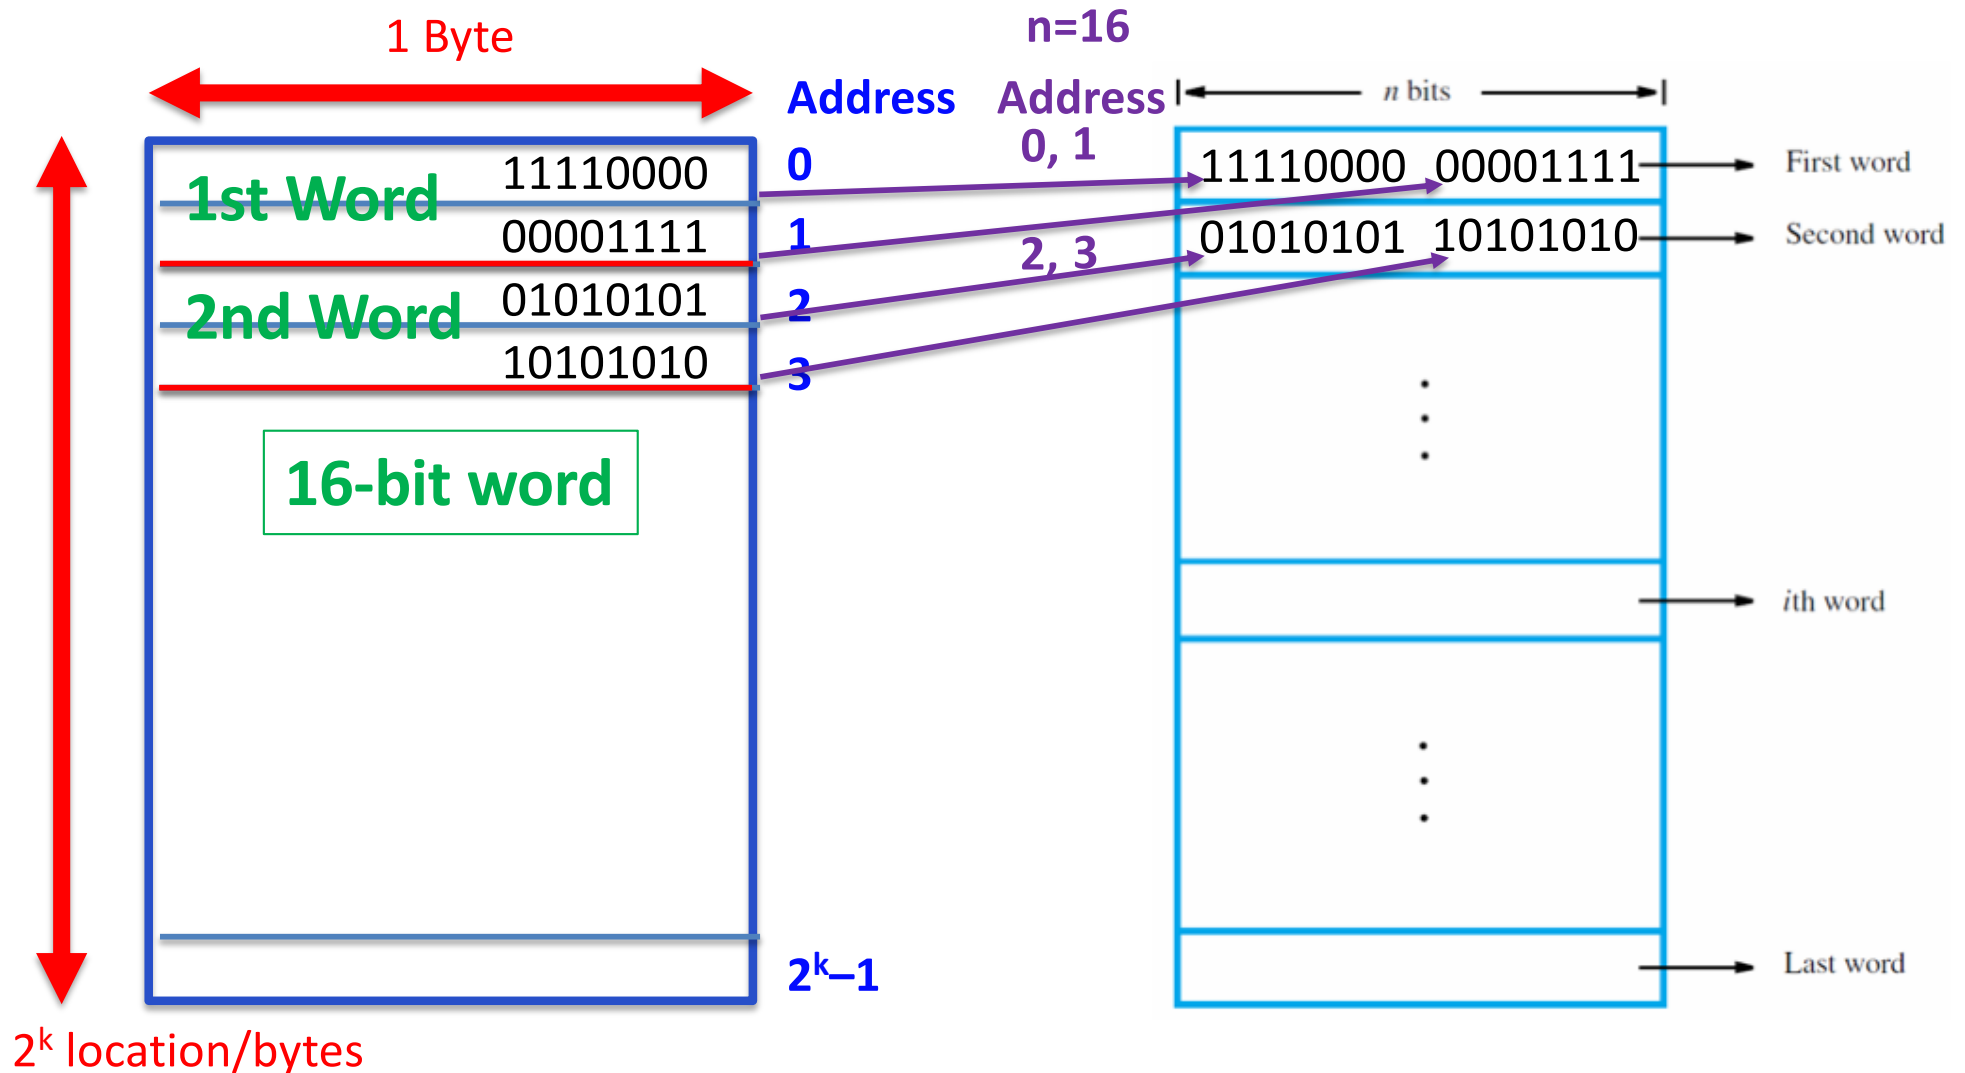 1 Byte
n=16
Address
Address
n bits
0
0, 1
11110000
1st Word
00001111
1
11110000 00001111
First word
2, 3
01010101 10101010
Second word
01010101
2nd Word
10101010
2
3
16-bit word
ith word
2ᵏ–1
Last word
2ᵏ location/bytes